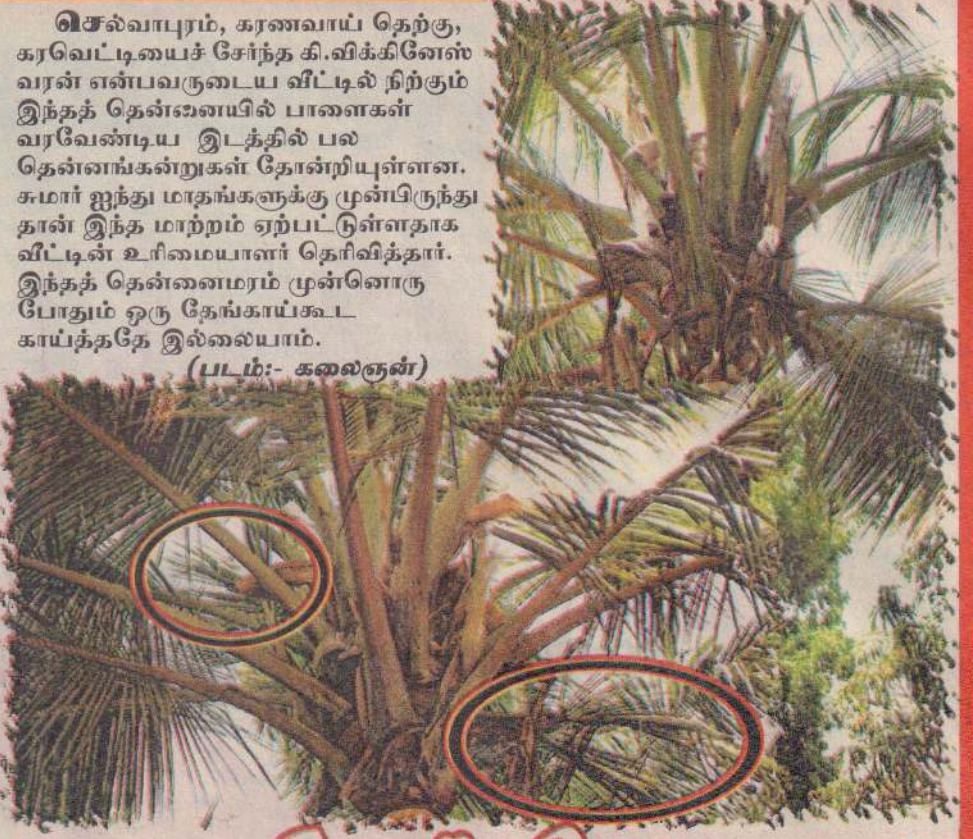 செல்வாபுரம், கரணவாய் தெற்கு,
கரவெட்டியைச் சேர்ந்த கி.விக்கினேஸ்
வரன் என்பவருடைய வீட்டில் நிற்கும்
இந்தத் தென்னையில் பாளைகள்
வரவேண்டிய இடத்தில் பல
தென்னங்கன்றுகள் தோன்றியுள்ளன.
சுமார் ஐந்து மாதங்களுக்கு முன்பிருந்து
தான் இந்த மாற்றம் ஏற்பட்டுள்ளதாக
வீட்டின் உரிமையாளர் தெரிவித்தார்.
இந்தத் தென்னைமரம் முன்னொரு
போதும் ஒரு தேங்காய்கூட
காய்த்ததே இல்லையாம்.
(படம்:- கலைஞன்)